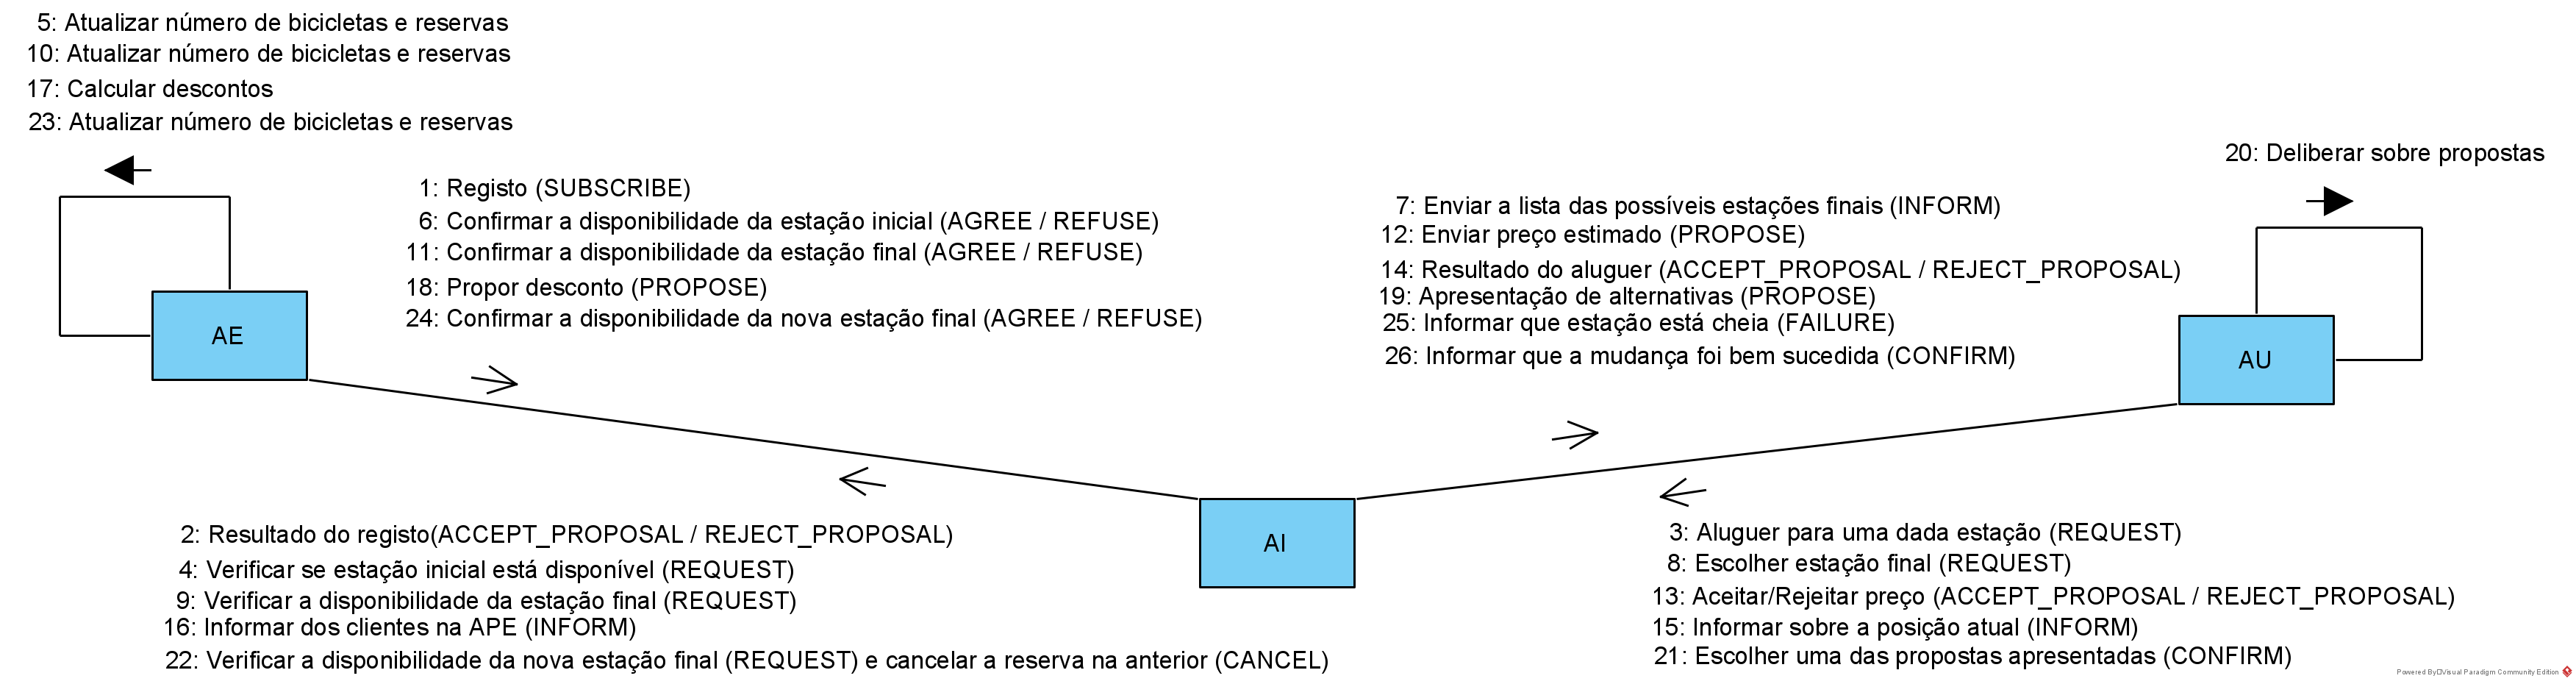 5: Atualizar número de bicicletas e reservas
10: Atualizar número de bicicletas e reservas
17: Calcular descontos
23: Atualizar número de bicicletas e reservas
1: Registo (SUBSCRIBE)
6: Confirmar a disponibilidade da estação inicial (AGREE / REFUSE)
11: Confirmar a disponibilidade da estação final (AGREE / REFUSE)
18: Propor desconto (PROPOSE)
24: Confirmar a disponibilidade da nova estação final (AGREE / REFUSE)
7: Enviar a lista das possíveis estações finais (INFORM)
12: Enviar preço estimado (PROPOSE)
14: Resultado do aluguer (ACCEPT_PROPOSAL / REJECT_PROPOSAL)
19: Apresentação de alternativas (PROPOSE)
25: Informar que estação está cheia (FAILURE)
26: Informar que a mudança foi bem sucedida (CONFIRM)
20: Deliberar sobre propostas
AE
AU
AI
2: Resultado do registo(ACCEPT_PROPOSAL / REJECT_PROPOSAL)
4: Verificar se estação inicial está disponível (REQUEST)
9: Verificar a disponibilidade da estação final (REQUEST)
16: Informar dos clientes na APE (INFORM)
22: Verificar a disponibilidade da nova estação final (REQUEST) e cancelar a reserva na anterior (CANCEL)
3: Aluguer para uma dada estação (REQUEST)
8: Escolher estação final (REQUEST)
13: Aceitar/Rejeitar preço (ACCEPT_PROPOSAL / REJECT_PROPOSAL)
15: Informar sobre a posição atual (INFORM)
21: Escolher uma das propostas apresentadas (CONFIRM)
Powered By□Visual Paradigm Community Edition